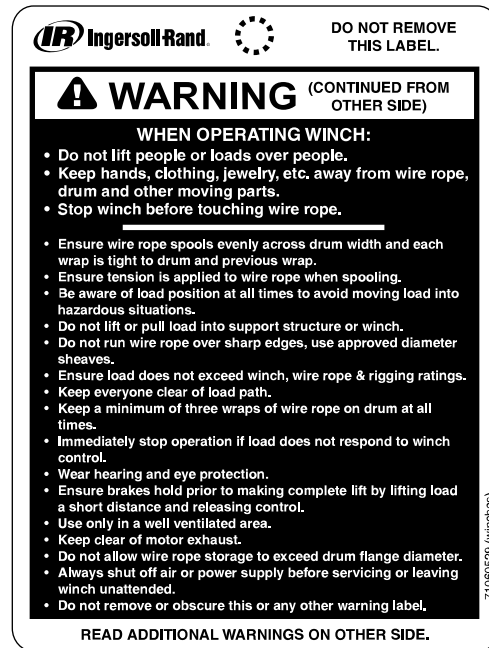 IR Ingersoll-Rand®
DO NOT REMOVE
THIS LABEL.
WARNING (CONTINUED FROM
OTHER SIDE)
WHEN OPERATING WINCH:
• Do not lift people or loads over people.
• Keep hands, clothing, jewelry, etc. away from wire rope,
drum and other moving parts.
• Stop winch before touching wire rope.
• Ensure wire rope spools evenly across drum width and each
wrap is tight to drum and previous wrap.
• Ensure tension is applied to wire rope when spooling.
• Be aware of load position at all times to avoid moving load into
hazardous situations.
• Do not lift or pull load into support structure or winch.
• Do not run wire rope over sharp edges, use approved diameter
sheaves.
• Ensure load does not exceed winch, wire rope & rigging ratings.
• Keep everyone clear of load path.
• Keep a minimum of three wraps of wire rope on drum at all
times.
• Immediately stop operation if load does not respond to winch
control.
• Wear hearing and eye protection.
• Ensure brakes hold prior to making complete lift by lifting load
a short distance and releasing control.
• Use only in a well ventilated area.
• Keep clear of motor exhaust.
• Do not allow wire rope storage to exceed drum flange diameter.
• Always shut off air or power supply before servicing or leaving
winch unattended.
• Do not remove or obscure this or any other warning label.
READ ADDITIONAL WARNINGS ON OTHER SIDE.
(winches)